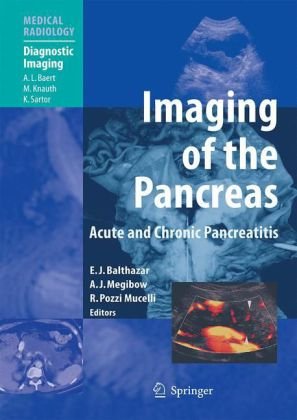 MEDICAL
RADIOLOGY
Diagnostic
Imaging
A. L. Baert
M. Knauth
K. Sartor
Imaging
of the
Pancreas
Acute and Chronic Pancreatitis
E. J. Balthazar
A. J. Megibow
R. Pozzi Mucelli
Editors
Springer